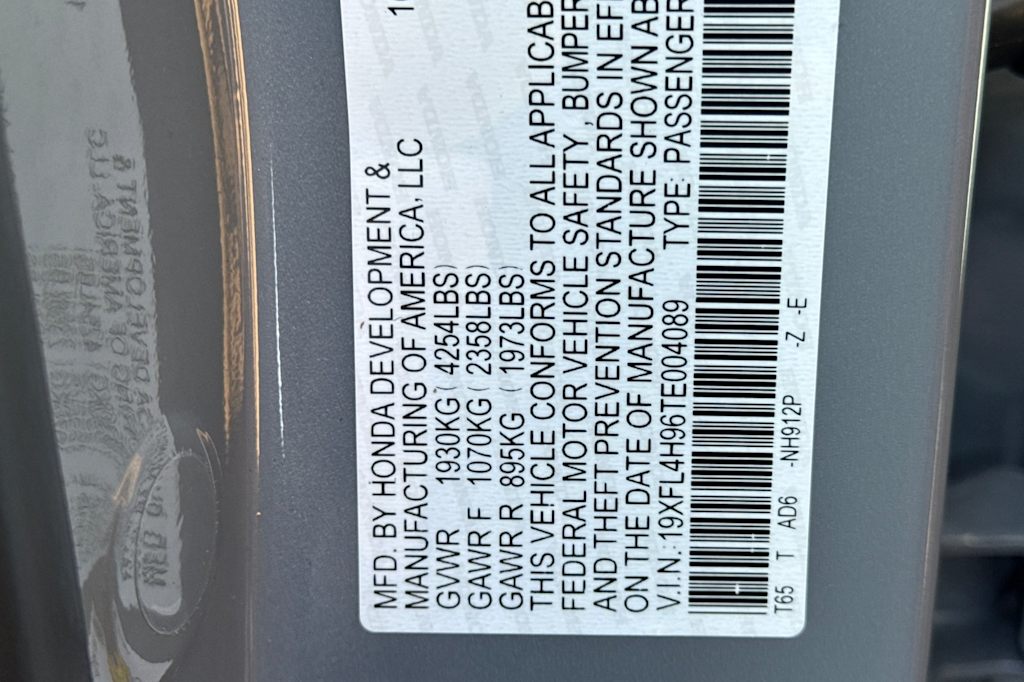 MFD. BY HONDA DEVELOPMENT &
MANUFACTURING OF AMERICA, LLC 10
GVWR 1930KG ( 4254LBS)
GAWR F 1070KG ( 2358LBS)
GAWR R 895KG ( 1973LBS)
THIS VEHICLE CONFORMS TO ALL APPLICAB
FEDERAL MOTOR VEHICLE SAFETY , BUMPER
AND THEFT PREVENTION STANDARDS IN EFF
ON THE DATE OF MANUFACTURE SHOWN AB
V.I.N.: 19XFL4H96TE004089 TYPE: PASSENGER
T65 T AD6 -NH912P -Z -E